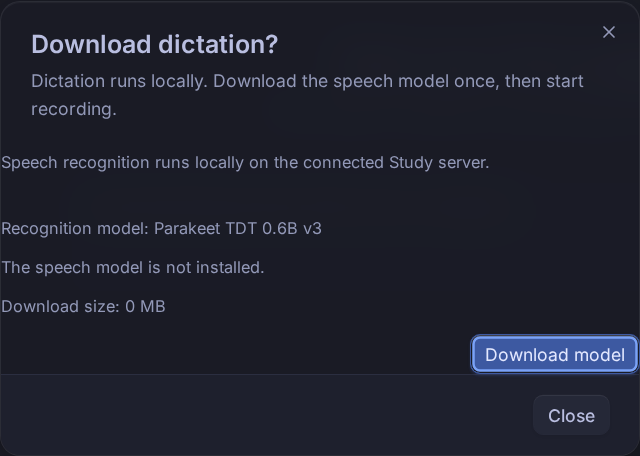 Download dictation?
Dictation runs locally. Download the speech model once, then start
recording.
Speech recognition runs locally on the connected Study server.
Recognition model: Parakeet TDT 0.6B v3
The speech model is not installed.
Download size: 0 MB
Download model
Close